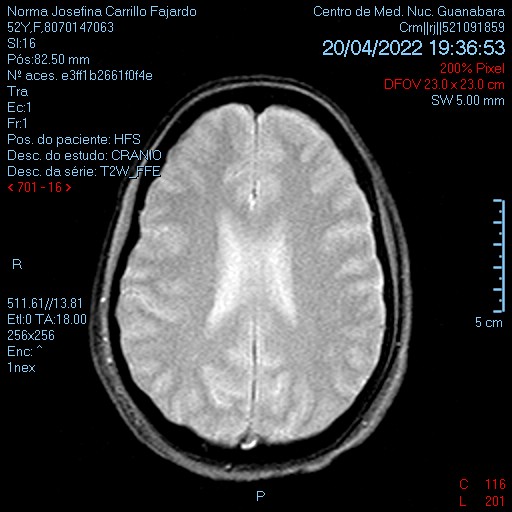 Norma Josefina Carrillo Fajardo
52Y,F,8070147063
Sl:16
Pós:82.50 mm
Nº aces. e3ff1b2661f0f4e
Tra
Ec:1
Fr:1
Pos. do paciente: HFS
Desc. do estudo: CRANIO
Desc. da série: T2W_FFE
< 701 - 16 >
Centro de Med. Nuc. Guanabara
Crm||rj||521091859
20/04/2022 19:36:53
200% Pixel
DFOV 23.0 x 23.0 cm
SW 5.00 mm
R
5 cm
511.61//13.81
Etl:0 TA:18.00
256x256
Enc: ^
1nex
P
C 116
L 201